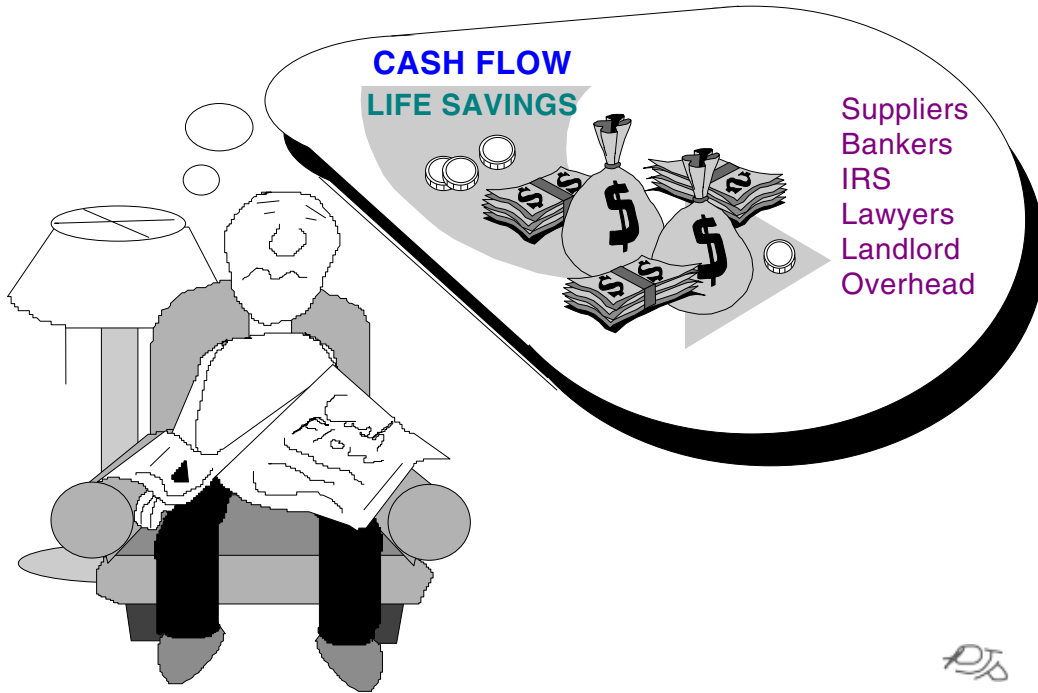 CASH FLOW
LIFE SAVINGS
Suppliers
Bankers
IRS
Lawyers
Landlord
Overhead